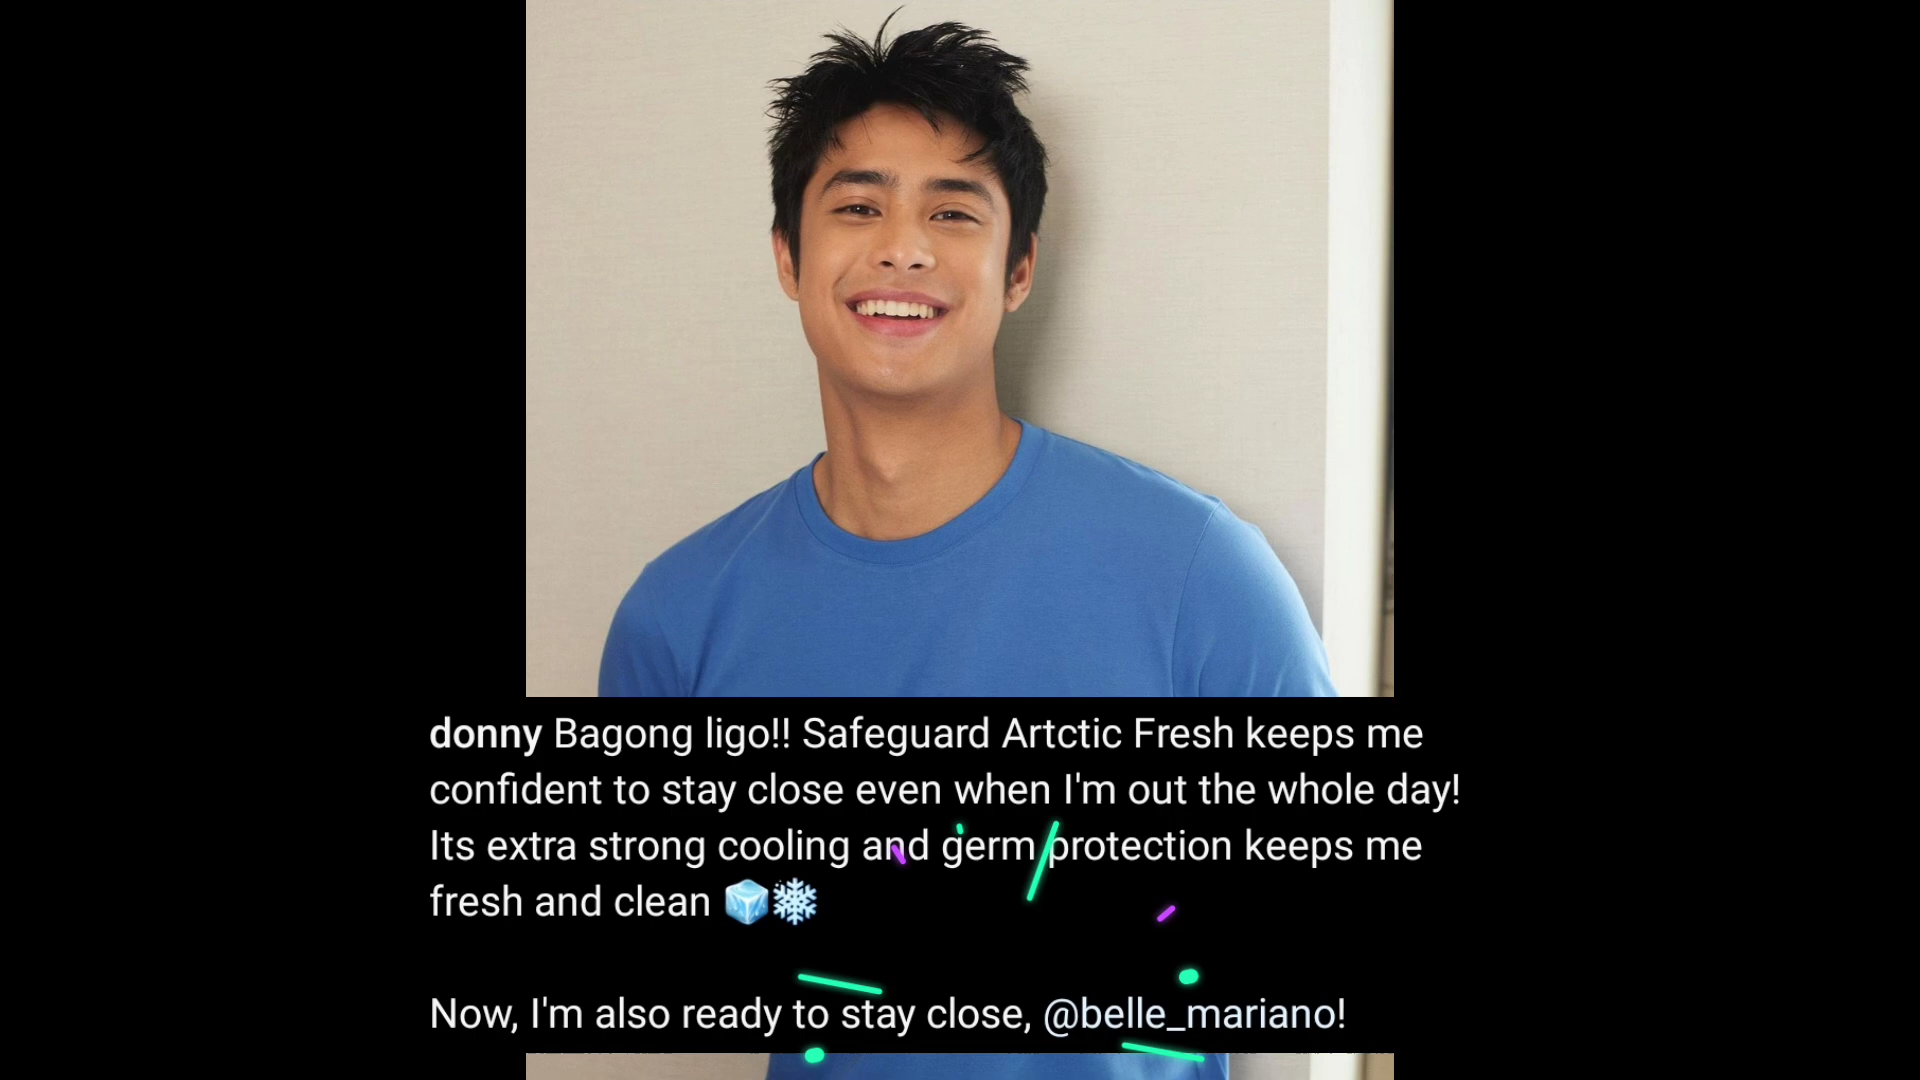 donny Bagong ligo!! Safeguard Artctic Fresh keeps me
confident to stay close even when I'm out the whole day!
Its extra strong cooling and germ protection keeps me
fresh and clean 🧊❄️
Now, I'm also ready to stay close, @belle_mariano!